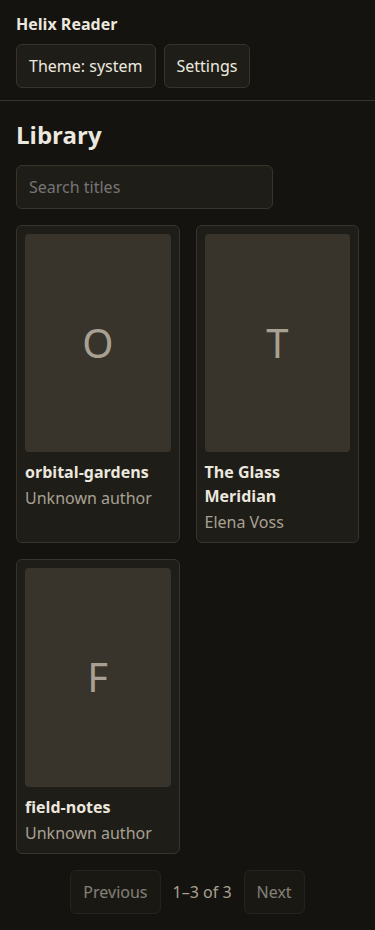 Helix Reader
Theme: system
Settings
Library
Search titles
O
orbital-gardens
Unknown author
T
The Glass
Meridian
Elena Voss
F
field-notes
Unknown author
Previous
1–3 of 3
Next